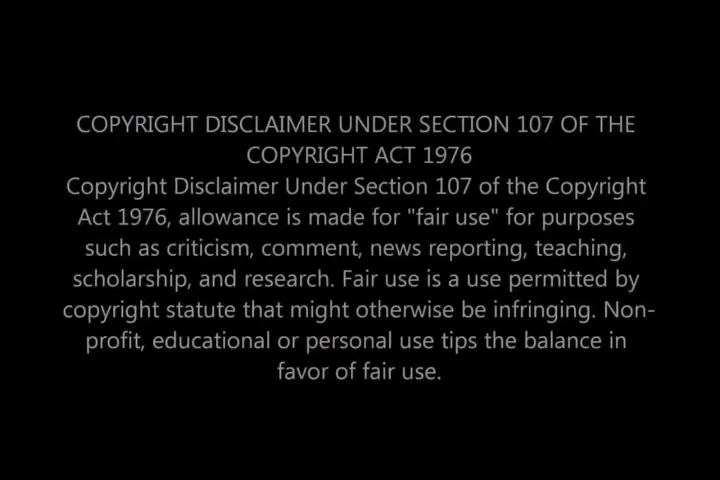 COPYRIGHT DISCLAIMER UNDER SECTION 107 OF THE
COPYRIGHT ACT 1976
Copyright Disclaimer Under Section 107 of the Copyright
Act 1976, allowance is made for "fair use" for purposes
such as criticism, comment, news reporting, teaching,
scholarship, and research. Fair use is a use permitted by
copyright statute that might otherwise be infringing. Non-
profit, educational or personal use tips the balance in
favor of fair use.